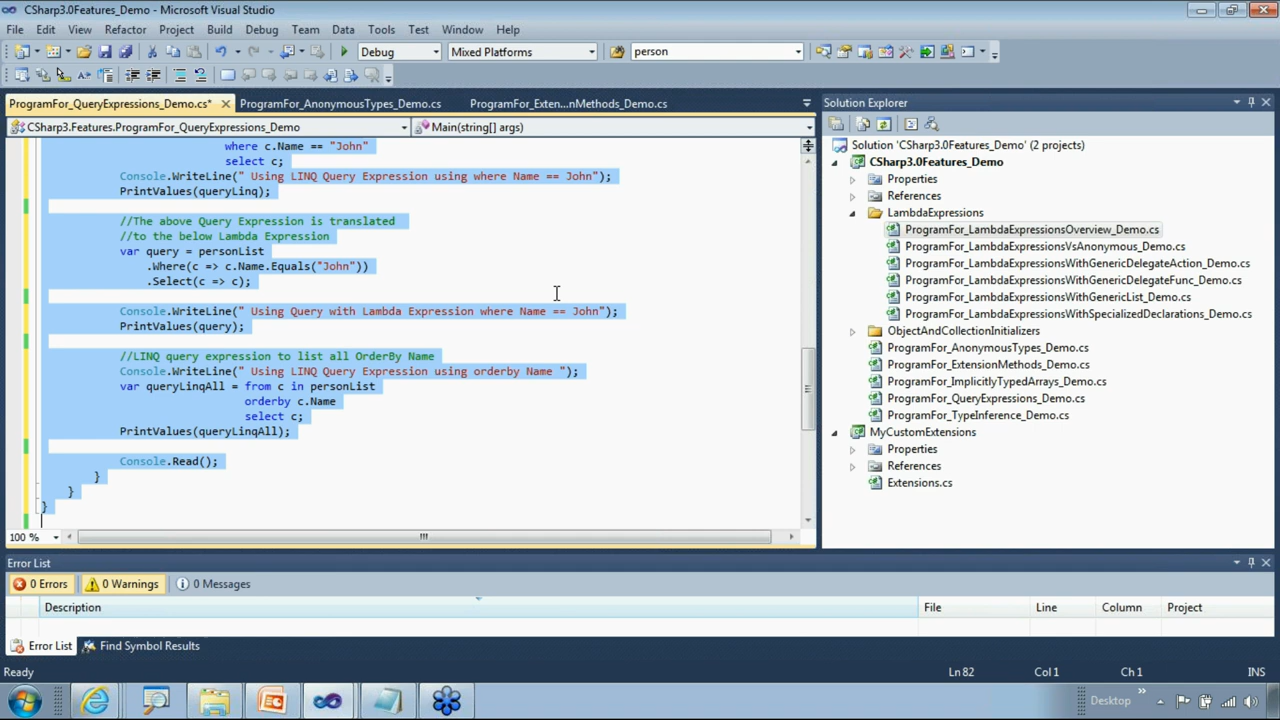 CSharp3.0Features_Demo - Microsoft Visual Studio
File Edit View Refactor Project Build Debug Team Data Tools Test Window Help
Debug Mixed Platforms person
ProgramFor_QueryExpressions_Demo.cs* ProgramFor_AnonymousTypes_Demo.cs ProgramFor_Exten...nMethods_Demo.cs
CSharp3.Features.ProgramFor_QueryExpressions_Demo Main(string[] args)
where c.Name == "John"
select c;
Console.WriteLine(" Using LINQ Query Expression using where Name == John");
PrintValues(queryLinq);
//The above Query Expression is translated
//to the below Lambda Expression
var query = personList
.Where(c => c.Name.Equals("John"))
.Select(c => c);
Console.WriteLine(" Using Query with Lambda Expression where Name == John");
PrintValues(query);
//LINQ query expression to list all OrderBy Name
Console.WriteLine(" Using LINQ Query Expression using orderby Name ");
var queryLinqAll = from c in personList
orderby c.Name
select c;
PrintValues(queryLinqAll);
Console.Read();
}
}
}
100 %
Solution Explorer
Solution 'CSharp3.0Features_Demo' (2 projects)
CSharp3.0Features_Demo
Properties
References
LambdaExpressions
ProgramFor_LambdaExpressionsOverview_Demo.cs
ProgramFor_LambdaExpressionsVsAnonymous_Demo.cs
ProgramFor_LambdaExpressionsWithGenericDelegateAction_Demo.cs
ProgramFor_LambdaExpressionsWithGenericDelegateFunc_Demo.cs
ProgramFor_LambdaExpressionsWithGenericList_Demo.cs
ProgramFor_LambdaExpressionsWithSpecializedDeclarations_Demo.cs
ObjectAndCollectionInitializers
ProgramFor_AnonymousTypes_Demo.cs
ProgramFor_ExtensionMethods_Demo.cs
ProgramFor_ImplicitlyTypedArrays_Demo.cs
ProgramFor_QueryExpressions_Demo.cs
ProgramFor_TypeInference_Demo.cs
MyCustomExtensions
Properties
References
Extensions.cs
Error List
0 Errors 0 Warnings 0 Messages
Description File Line Column Project
Error List Find Symbol Results
Ready Ln 82 Col 1 Ch 1 INS
Desktop